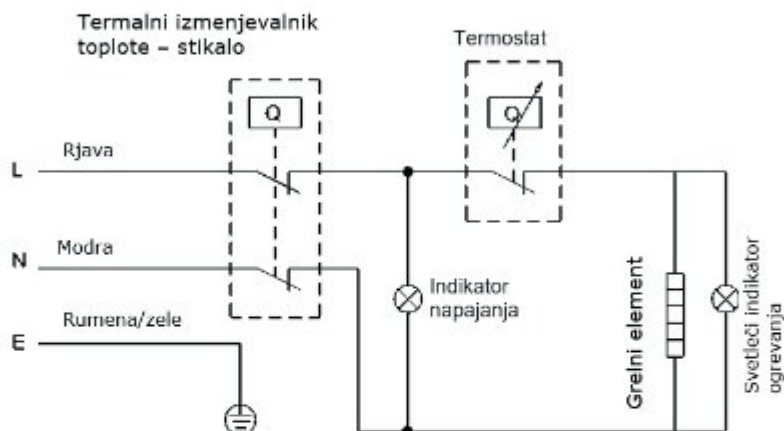 Termalni izmenjevalnik
toplote – stikalo
Termostat
Q
Q
L
Rjava
N
Modra
Indikator
napajanja
Rumena/zele
E
Grelni element
Svetleči indikator
ogrevanja